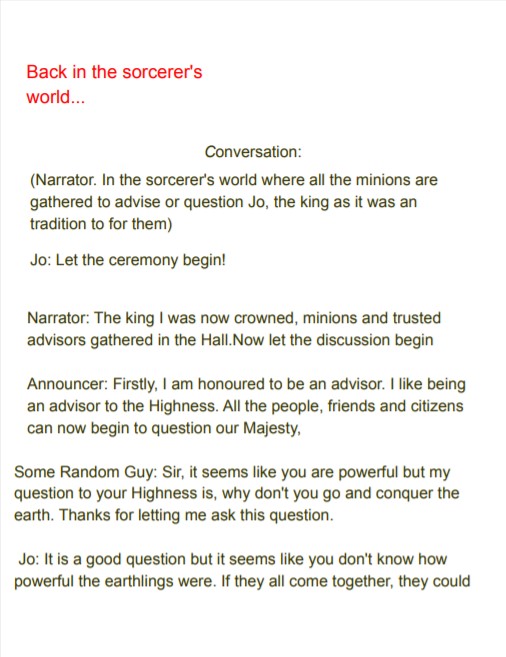 Back in the sorcerer's
world...
Conversation:
(Narrator. In the sorcerer's world where all the minions are
gathered to advise or question Jo, the king as it was an
tradition to for them)
Jo: Let the ceremony begin!
Narrator: The king I was now crowned, minions and trusted
advisors gathered in the Hall.Now let the discussion begin
Announcer: Firstly, I am honoured to be an advisor. I like being
an advisor to the Highness. All the people, friends and citizens
can now begin to question our Majesty,
Some Random Guy: Sir, it seems like you are powerful but my
question to your Highness is, why don't you go and conquer the
earth. Thanks for letting me ask this question.
Jo: It is a good question but it seems like you don't know how
powerful the earthlings were. If they all come together, they could